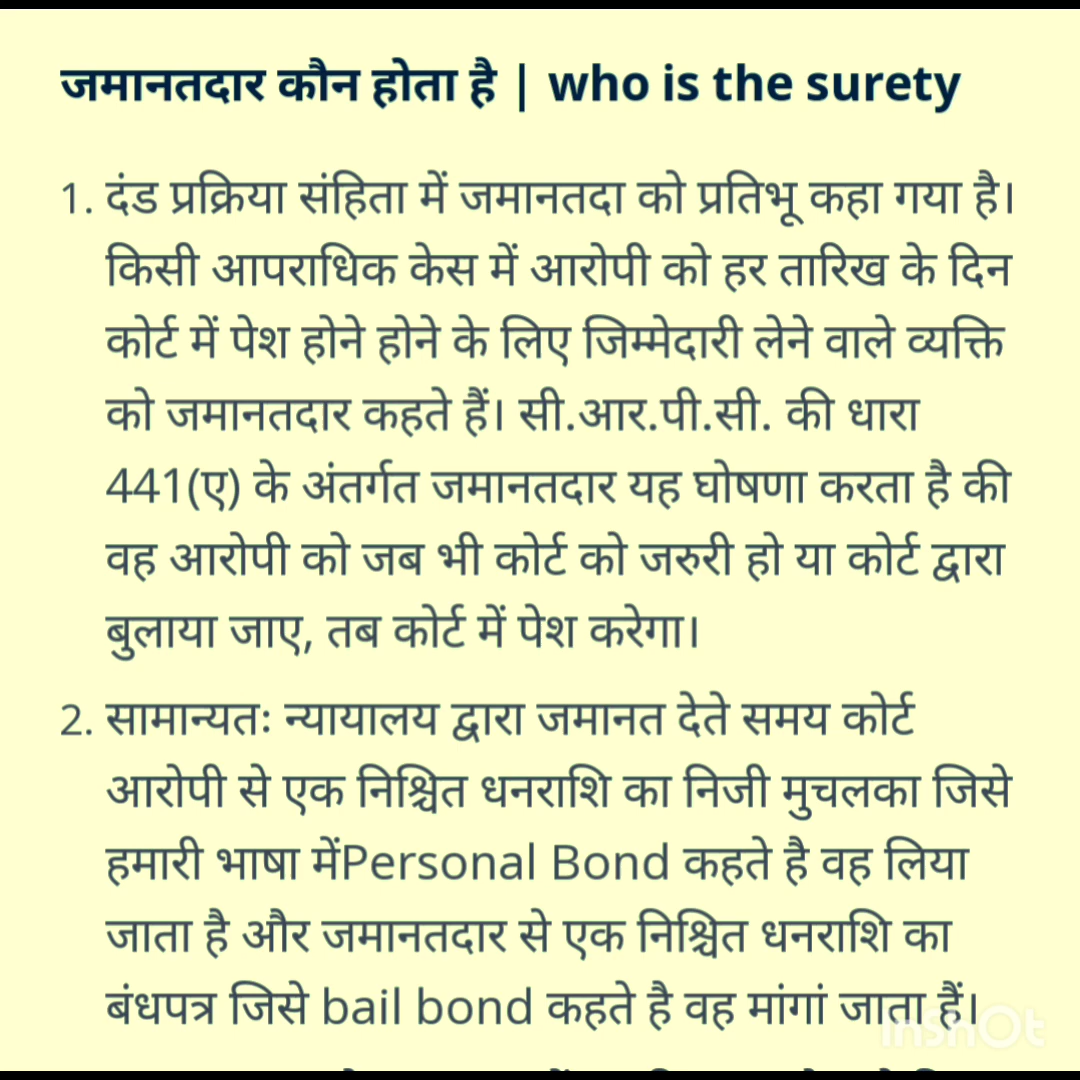 जमानतदार कौन होता है | who is the surety
1. दंड प्रक्रिया संहिता में जमानतदा को प्रतिभू कहा गया है।
किसी आपराधिक केस में आरोपी को हर तारिख के दिन
कोर्ट में पेश होने होने के लिए जिम्मेदारी लेने वाले व्यक्ति
को जमानतदार कहते हैं। सी.आर.पी.सी. की धारा
441(ए) के अंतर्गत जमानतदार यह घोषणा करता है की
वह आरोपी को जब भी कोर्ट को जरुरी हो या कोर्ट द्वारा
बुलाया जाए, तब कोर्ट में पेश करेगा।
2. सामान्यतः न्यायालय द्वारा जमानत देते समय कोर्ट
आरोपी से एक निश्चित धनराशि का निजी मुचलका जिसे
हमारी भाषा मेंPersonal Bond कहते है वह लिया
जाता है और जमानतदार से एक निश्चित धनराशि का
बंधपत्र जिसे bail bond कहते है वह मांगां जाता हैं।
InShOt